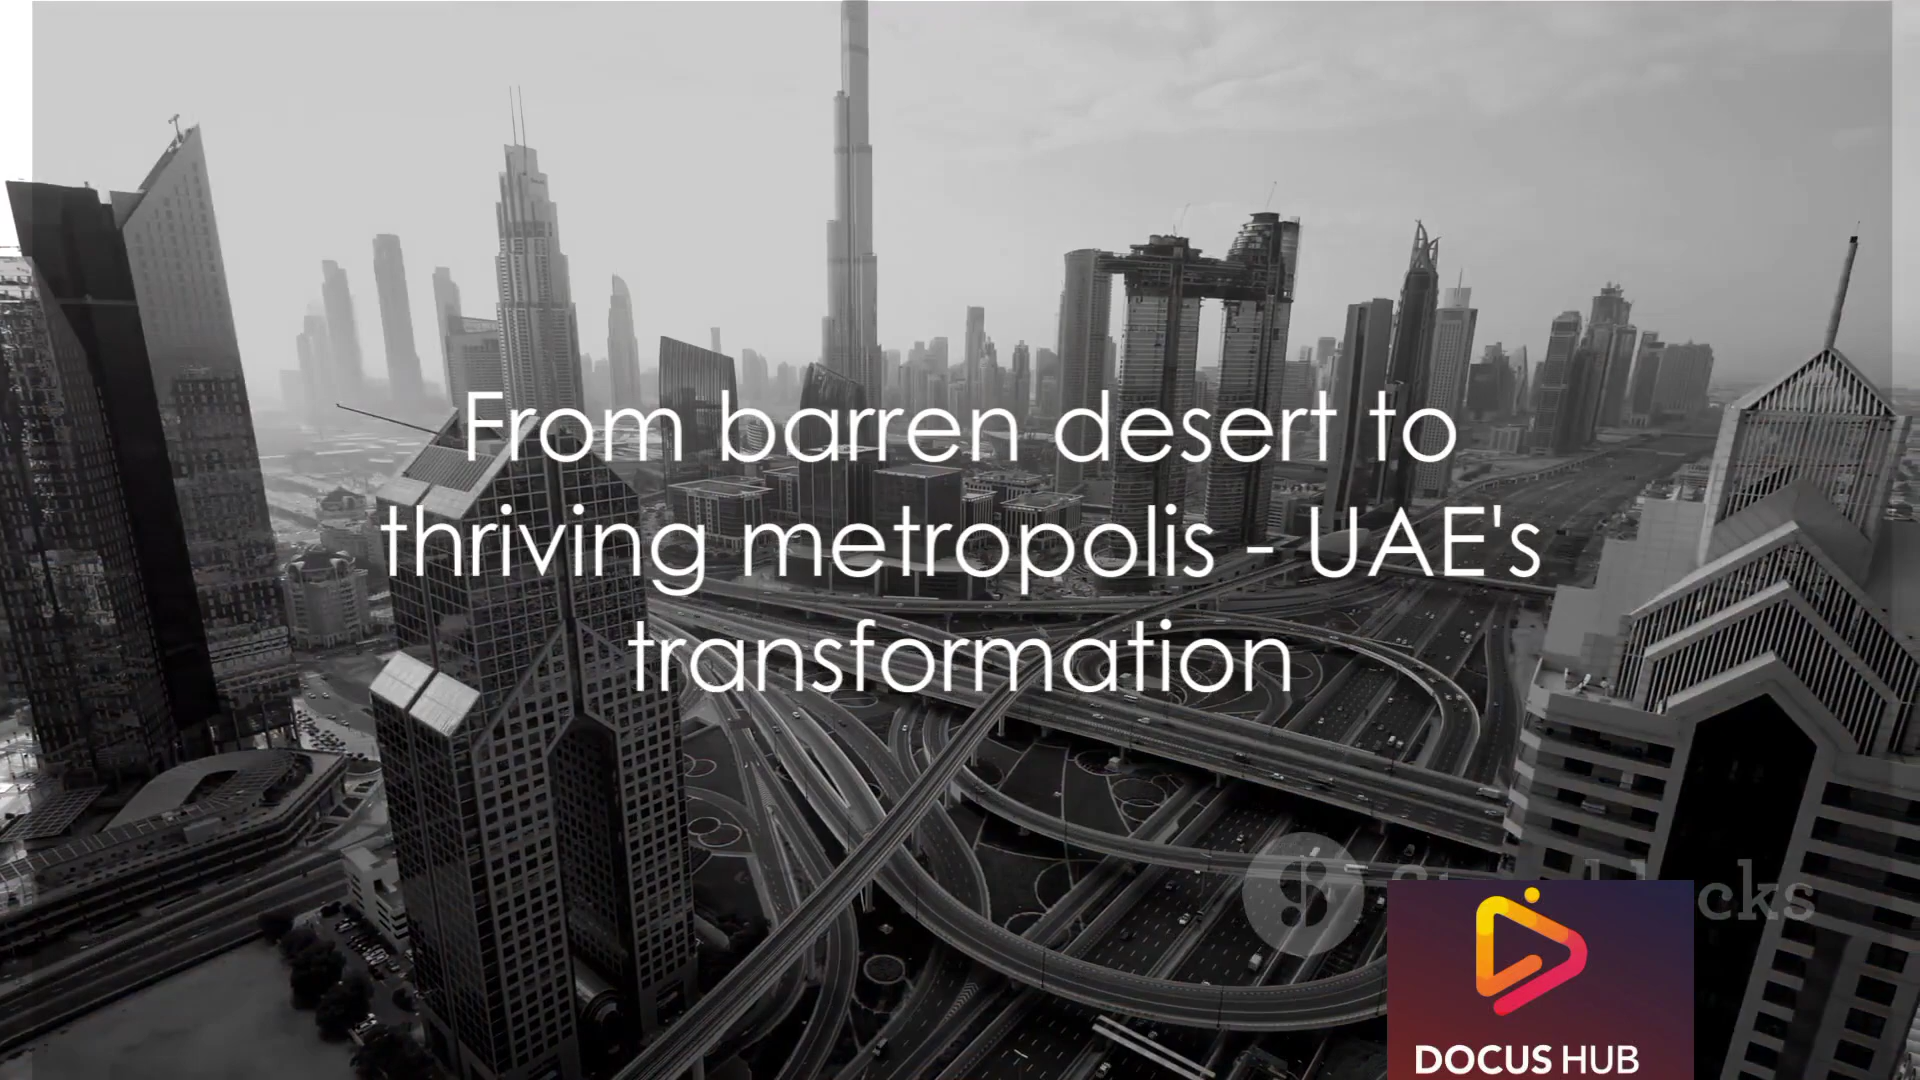 From barren desert to
thriving metropolis - UAE's
transformation
DOCUS HUB